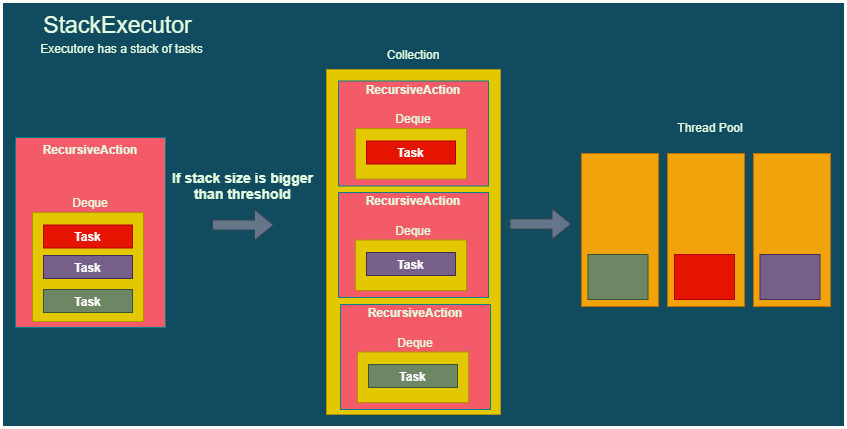 StackExecutor
Executore has a stack of tasks
RecursiveAction
Deque
Task
Task
Task
If stack size is bigger
than threshold
Collection
RecursiveAction
Deque
Task
RecursiveAction
Deque
Task
RecursiveAction
Deque
Task
Thread Pool